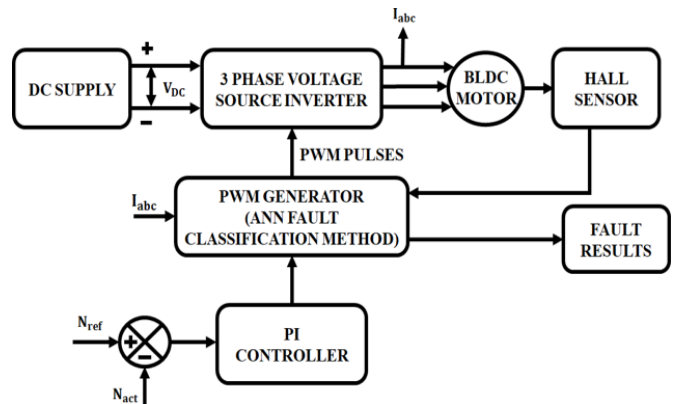 I_abc
+
DC SUPPLY
V_DC
−
3 PHASE VOLTAGE
SOURCE INVERTER
BLDC
MOTOR
HALL
SENSOR
PWM PULSES
I_abc
PWM GENERATOR
(ANN FAULT
CLASSIFICATION METHOD)
FAULT
RESULTS
N_ref
+
−
N_act
PI
CONTROLLER